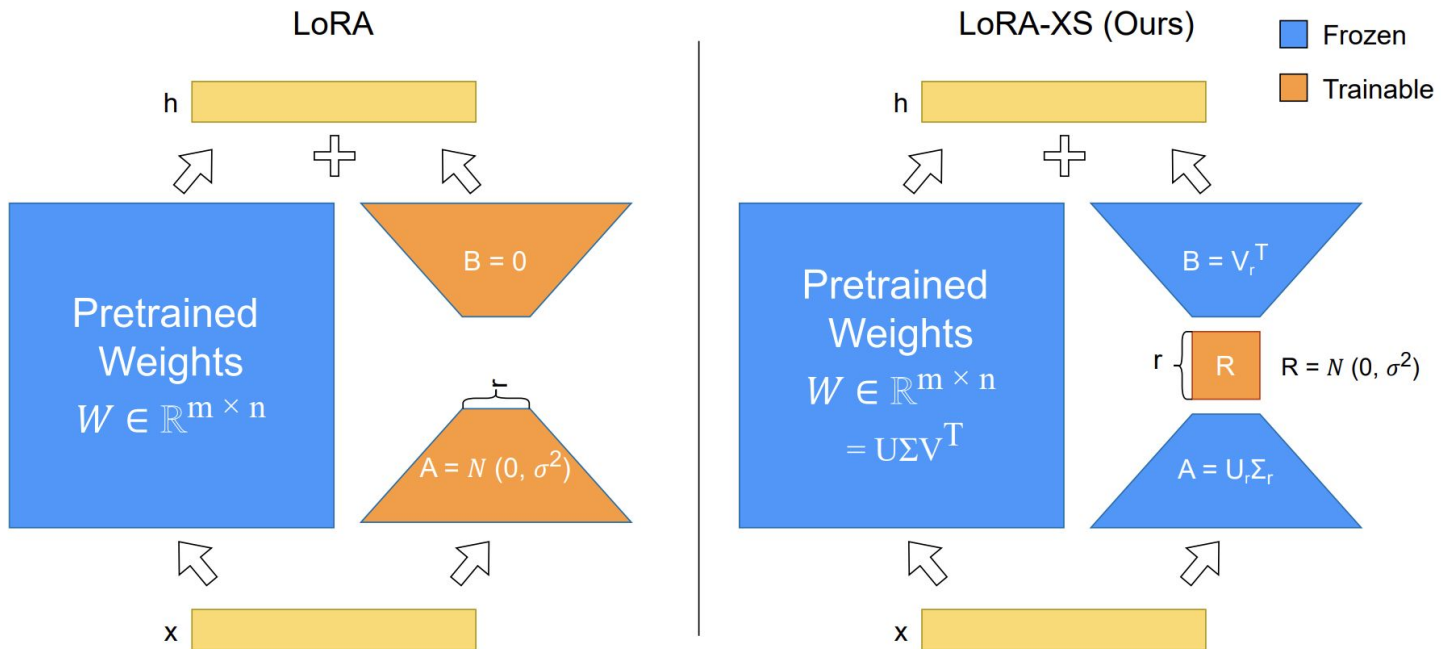 LoRA
h
B = 0
Pretrained
Weights
W ∈ ℝ^{m × n}
r
A = N (0, σ²)
x
LoRA-XS (Ours)
Frozen
Trainable
h
B = V_r^T
Pretrained
Weights
W ∈ ℝ^{m × n}
= UΣV^T
r
R
R = N (0, σ²)
A = U_rΣ_r
x